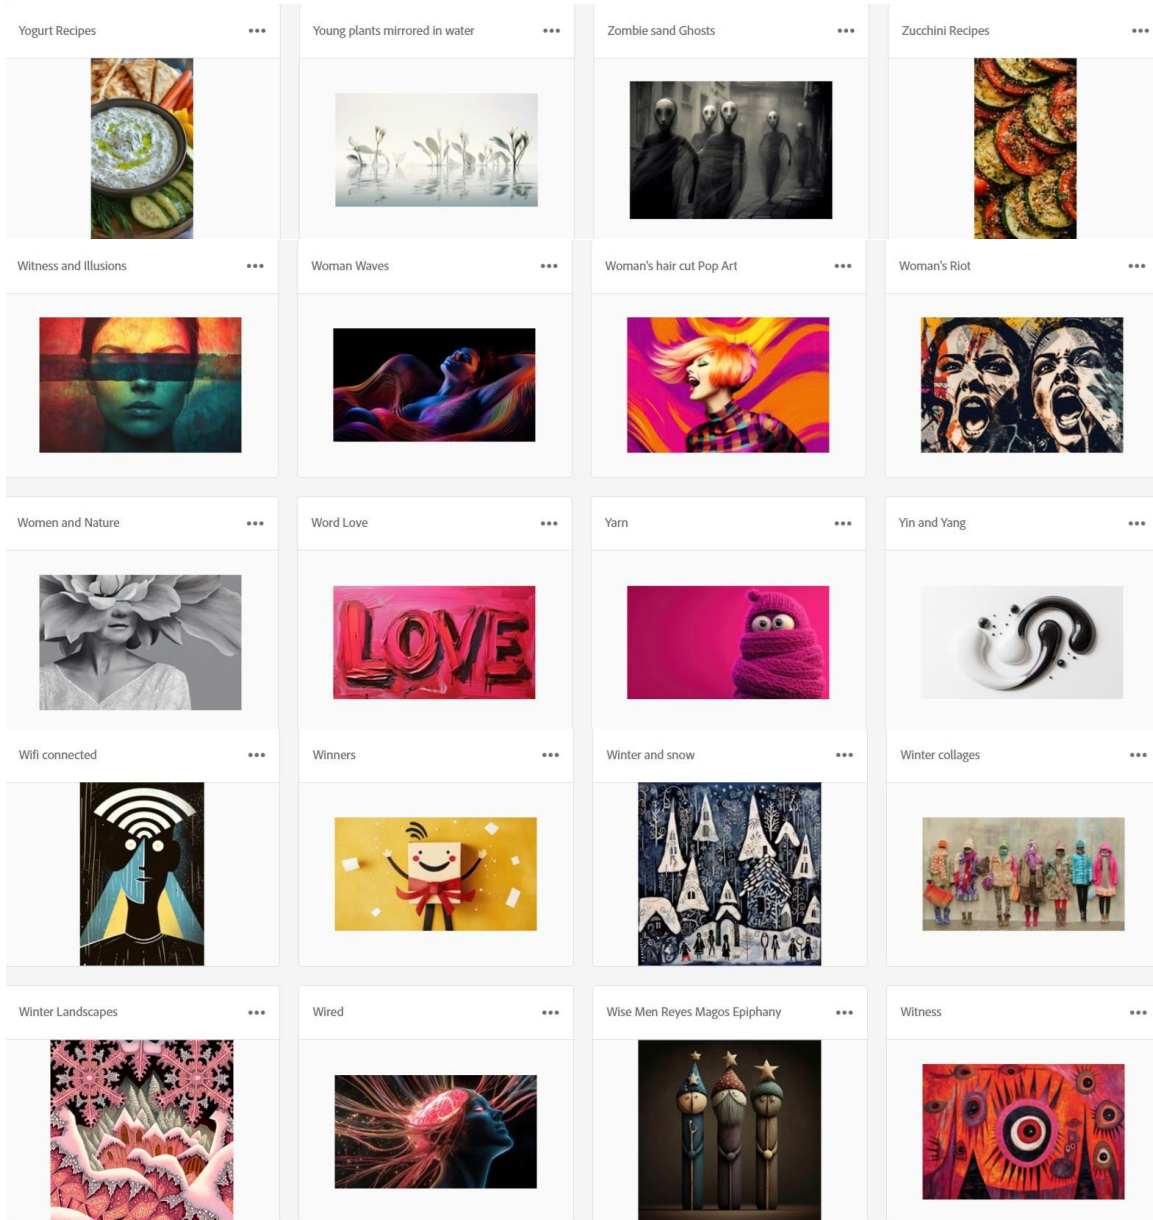 Yogurt Recipes
Young plants mirrored in water
Zombie sand Ghosts
Zucchini Recipes
Witness and Illusions
Woman Waves
Woman's hair cut Pop Art
Woman's Riot
Women and Nature
Word Love
Yarn
Yin and Yang
LOVE
Wifi connected
Winners
Winter and snow
Winter collages
Winter Landscapes
Wired
Wise Men Reyes Magos Epiphany
Witness